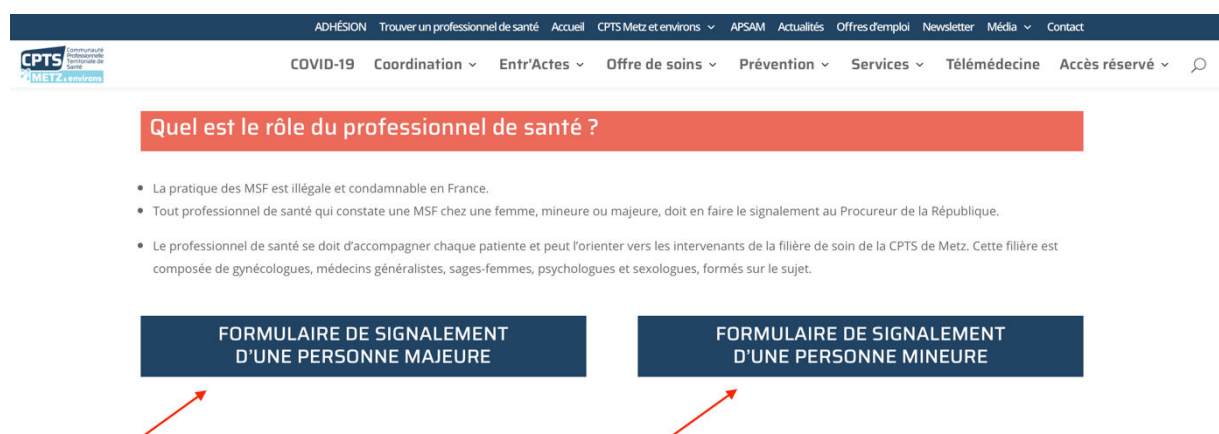 ADHÉSION Trouver un professionnel de santé Accueil CPTS Metz et environs APSAM Actualités Offres d'emploi Newsletter Média Contact
CPTS Communauté Professionnelle Territoriale de Santé
METZ & environs
COVID-19 Coordination Entr'Actes Offre de soins Prévention Services Télémédecine Accès réservé
Quel est le rôle du professionnel de santé ?
La pratique des MSF est illégale et condamnable en France.
Tout professionnel de santé qui constate une MSF chez une femme, mineure ou majeure, doit en faire le signalement au Procureur de la République.
Le professionnel de santé se doit d'accompagner chaque patiente et peut l'orienter vers les intervenants de la filière de soin de la CPTS de Metz. Cette filière est
composée de gynécologues, médecins généralistes, sages-femmes, psychologues et sexologues, formés sur le sujet.
FORMULAIRE DE SIGNALEMENT
D'UNE PERSONNE MAJEURE
FORMULAIRE DE SIGNALEMENT
D'UNE PERSONNE MINEURE